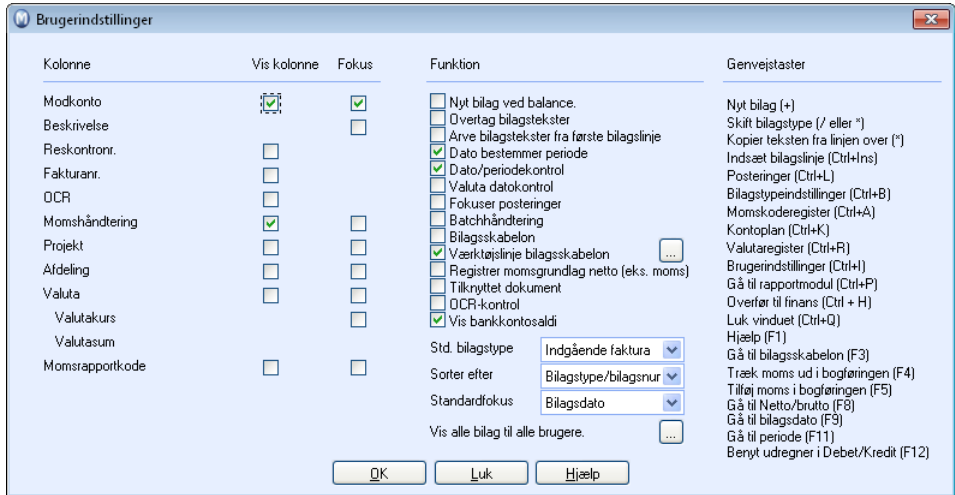 Brugerindstillinger
Kolonne
Vis kolonne
Fokus
Modkonto
Beskrivelse
Reskontronr.
Fakturanr.
OCR
Momshåndtering
Projekt
Afdeling
Valuta
Valutakurs
Valutasum
Momsrapportkode
Funktion
Nyt bilag ved balance.
Overtag bilagstekster
Arve bilagstekster fra første bilagslinje
Dato bestemmer periode
Dato/periodekontrol
Valuta datokontrol
Fokuser posteringer
Batchhåndtering
Bilagsskabelon
Værktøjslinje bilagsskabelon
...
Registrer momsgrundlag netto (eks. moms)
Tilknyttet dokument
OCR-kontrol
Vis bankkontosaldi
Std. bilagstype
Indgående faktura
Sorter efter
Bilagstype/bilagsnur
Standardfokus
Bilagsdato
Vis alle bilag til alle brugere.
...
Genvejstaster
Nyt bilag (+)
Skift bilagstype (/ eller *)
Kopier teksten fra linjen over (*)
Indsæt bilagslinje (Ctrl+Ins)
Posteringer (Ctrl+L)
Bilagstypeindstillinger (Ctrl+B)
Momskoderegister (Ctrl+A)
Kontoplan (Ctrl+K)
Valutaregister (Ctrl+R)
Brugerindstillinger (Ctrl+I)
Gå til rapportmodul (Ctrl+P)
Overfør til finans (Ctrl + H)
Luk vinduet (Ctrl+Q)
Hjælp (F1)
Gå til bilagsskabelon (F3)
Træk moms ud i bogføringen (F4)
Tilføj moms i bogføringen (F5)
Gå til Netto/brutto (F8)
Gå til bilagsdato (F9)
Gå til periode (F11)
Benyt udregner i Debet/Kredit (F12)
OK
Luk
Hjælp